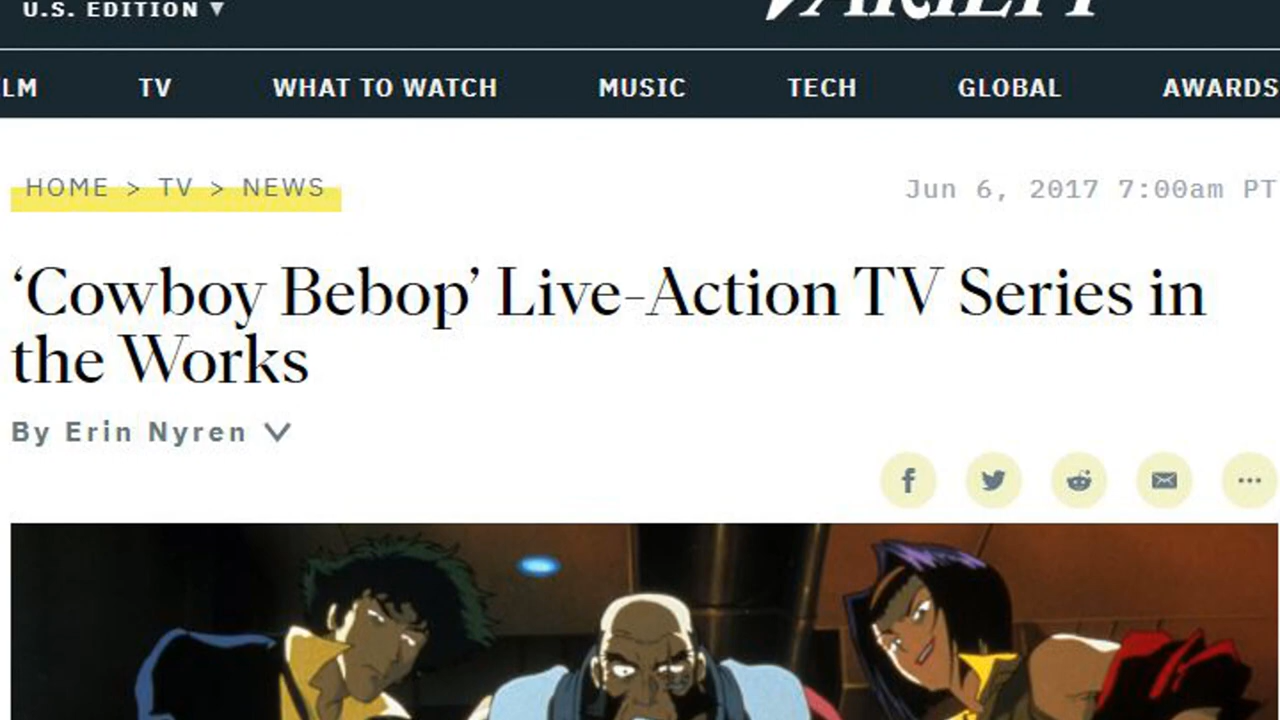 U.S. EDITION ▼
VARIETY
LM TV WHAT TO WATCH MUSIC TECH GLOBAL AWARDS
HOME > TV > NEWS
Jun 6, 2017 7:00am PT
‘Cowboy Bebop’ Live-Action TV Series in
the Works
By Erin Nyren